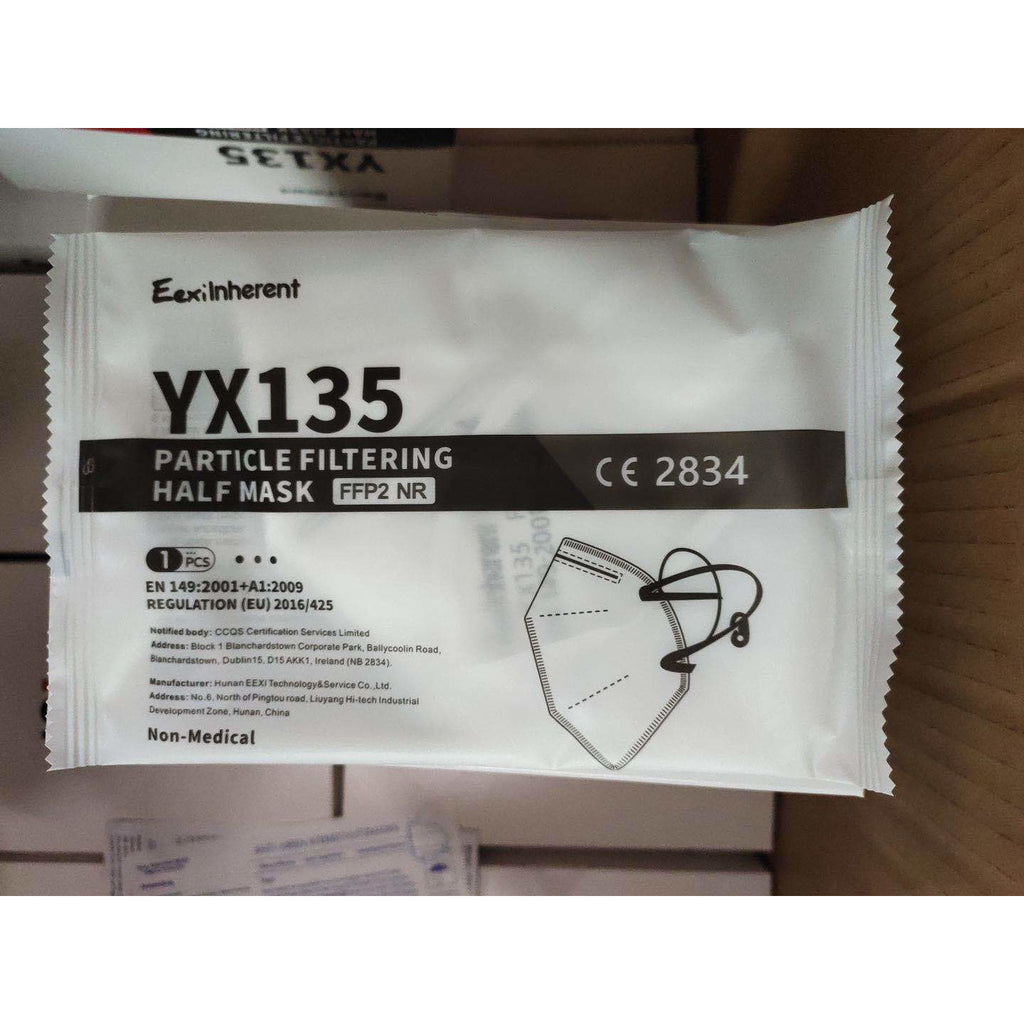 YX135
EexiInherent
YX135
PARTICLE FILTERING
HALF MASK FFP2 NR
CE 2834
1 PCS
EN 149:2001+A1:2009
REGULATION (EU) 2016/425
Notified body: CCQS Certification Services Limited
Address: Block 1 Blanchardstown Corporate Park, Ballycoolin Road,
Blanchardstown, Dublin15, D15 AKK1, Ireland (NB 2834).
Manufacturer: Hunan EEXI Technology&Service Co.,Ltd.
Address: No.6, North of Pingtou road, Liuyang Hi-tech Industrial
Development Zone, Hunan, China
Non-Medical